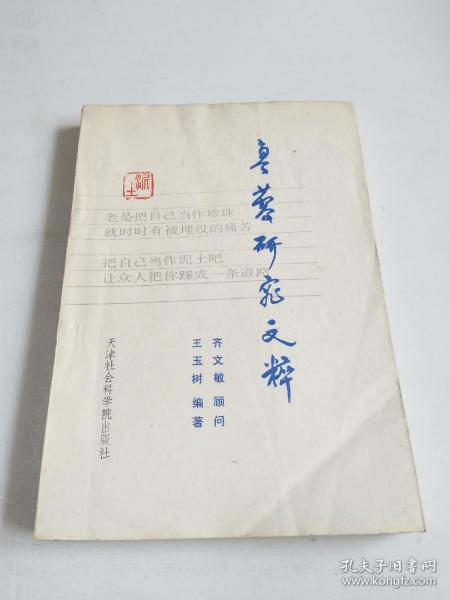 泥土
老是把自己当作珍珠
就时时有被埋没的痛苦
把自己当作泥土吧
让众人把你踩成一条道路
鲁藜研究文粹
齐文敏 顾问
王玉树 编著
天津社会科学院出版社
孔夫子旧书网
www.kongfz.com